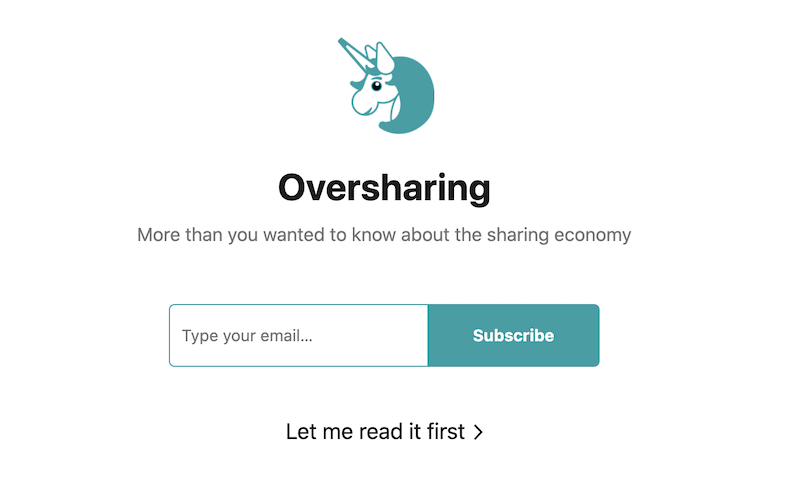 Oversharing
More than you wanted to know about the sharing economy
Type your email...
Subscribe
Let me read it first >